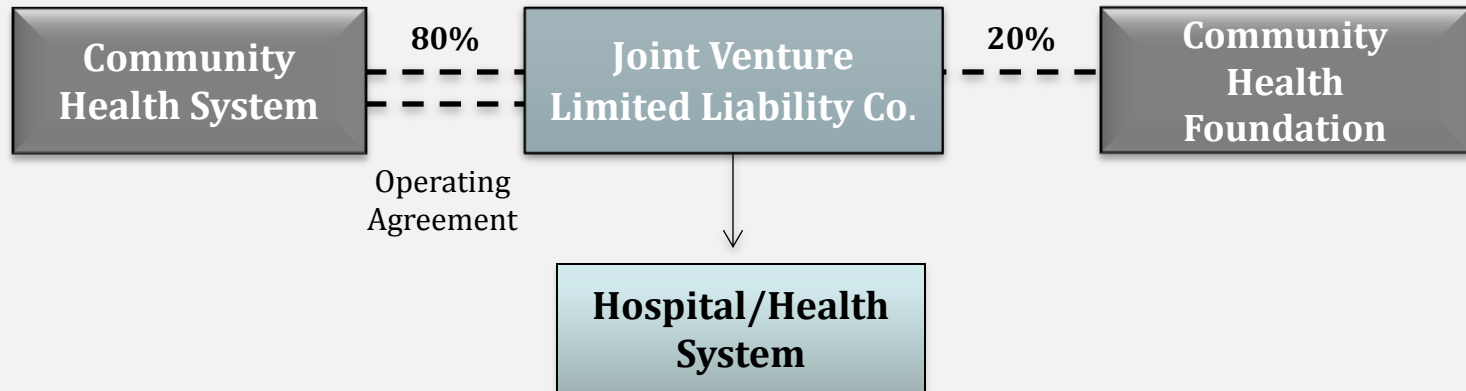 Community
Health System
80%
Joint Venture
Limited Liability Co.
20%
Community
Health
Foundation
Operating
Agreement
Hospital/Health
System